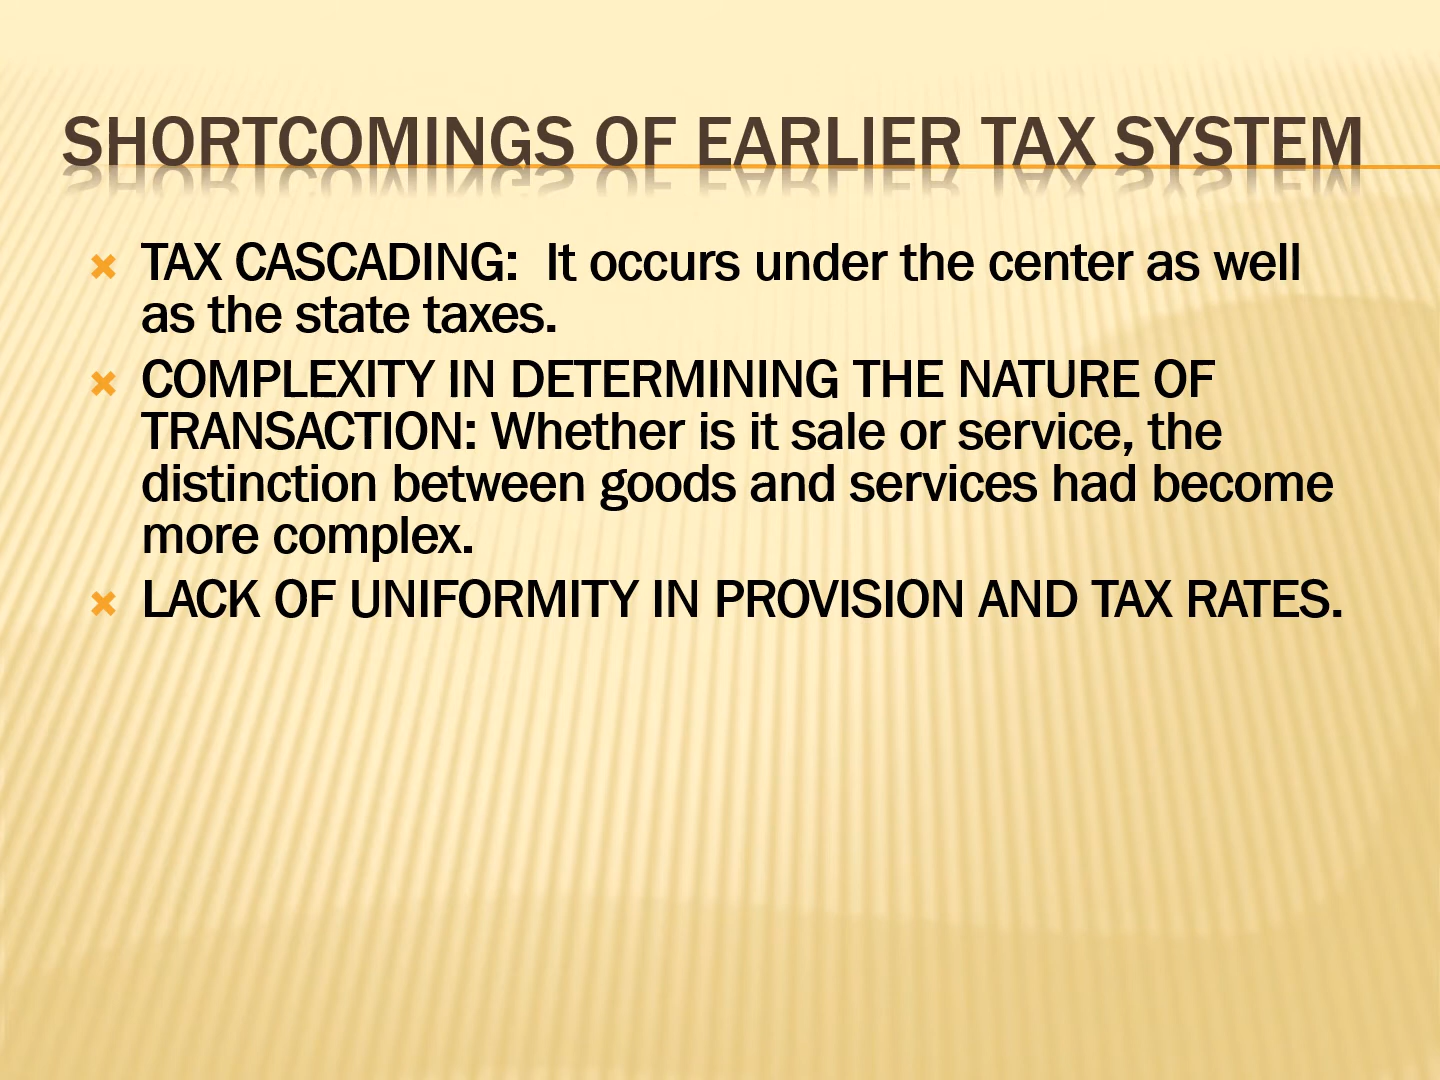 SHORTCOMINGS OF EARLIER TAX SYSTEM
TAX CASCADING: It occurs under the center as well
as the state taxes.
COMPLEXITY IN DETERMINING THE NATURE OF
TRANSACTION: Whether is it sale or service, the
distinction between goods and services had become
more complex.
LACK OF UNIFORMITY IN PROVISION AND TAX RATES.